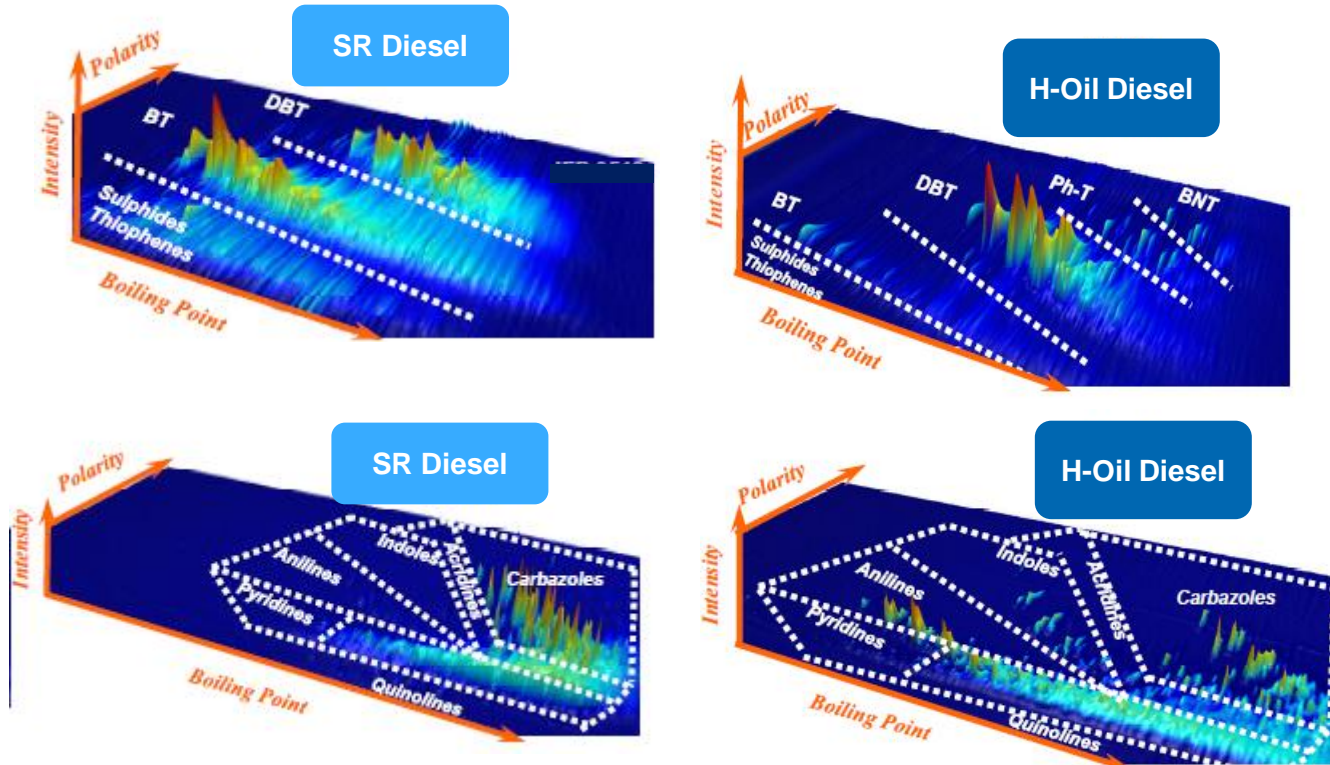 SR Diesel
Polarity
Intensity
BT
DBT
Sulphides
Thiophenes
Boiling Point
H-Oil Diesel
Polarity
Intensity
BT
DBT
Ph-T
BNT
Sulphides
Thiophenes
Boiling Point
SR Diesel
Polarity
Intensity
Anilines
Pyridines
Indoles
Acridines
Carbazoles
Quinolines
Boiling Point
H-Oil Diesel
Polarity
Intensity
Anilines
Pyridines
Indoles
Acridines
Carbazoles
Quinolines
Boiling Point